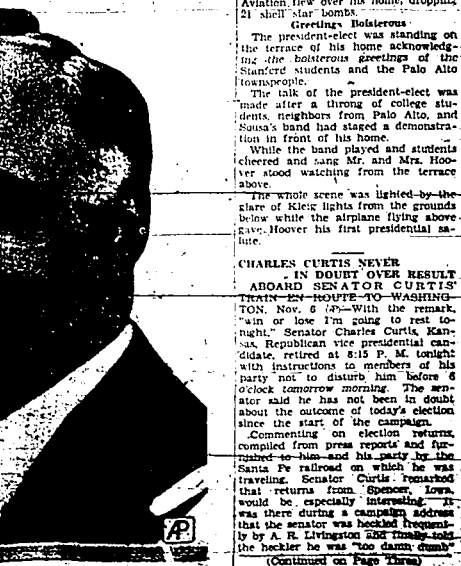 Aviation flew over his home, dropping
21 shell star bombs.
Greetings Boisterous
The president-elect was standing on
the terrace of his home acknowledg-
ing the boisterous greetings of the
Stanford students and the Palo Alto
townspeople.
The talk of the president-elect was
made after a throng of college stu-
dents, neighbors from Palo Alto, and
Sousa's band had staged a demonstra-
tion in front of his home.
While the band played and students
cheered and sang Mr. and Mrs. Hoo-
ver stood watching from the terrace
above.
The whole scene was lighted by the
glare of Kleig lights from the grounds
below while the airplane flying above
gave Hoover his first presidential sa-
lute.
CHARLES CURTIS NEVER
IN DOUBT OVER RESULT
ABOARD SENATOR CURTIS'
TRAIN EN ROUTE TO WASHING-
TON, Nov. 6 (AP)—With the remark,
"win or lose I'm going to rest to-
night," Senator Charles Curtis, Kan-
sas, Republican vice presidential can-
didate, retired at 8:15 P. M. tonight
with instructions to members of his
party not to disturb him before 6
o'clock tomorrow morning. The sen-
ator said he has not been in doubt
about the outcome of today's election
since the start of the campaign.
Commenting on election returns,
compiled from press reports and fur-
nished to him and his party by the
Santa Fe railroad on which he was
traveling, Senator Curtis remarked
that returns from Spencer, Iowa,
would be especially interesting. It
was there during a campaign address
that the senator was heckled frequent-
ly by A. R. Livingston and finally told
the heckler he was "too damn dumb"
(Continued on Page Three)
AP